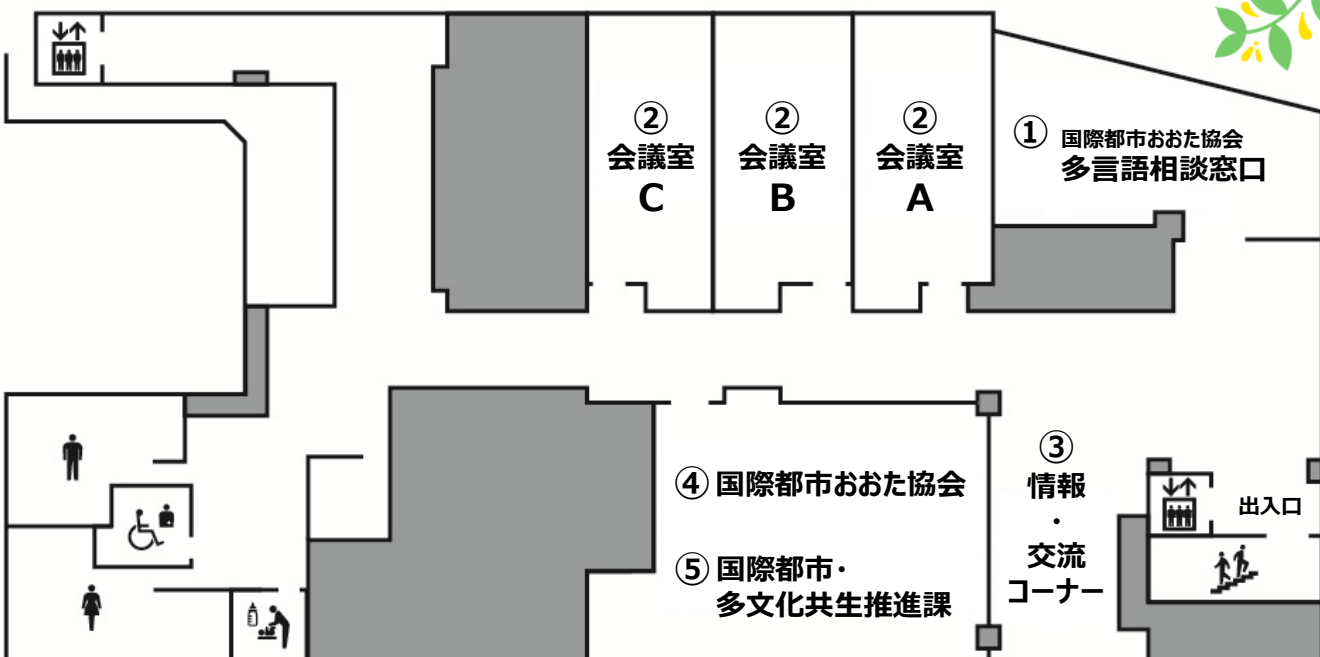 ②
会議室
C
②
会議室
B
②
会議室
A
① 国際都市おおた協会
多言語相談窓口
③
情報
・
交流
コーナー
④ 国際都市おおた協会
⑤ 国際都市・
多文化共生推進課
出入口